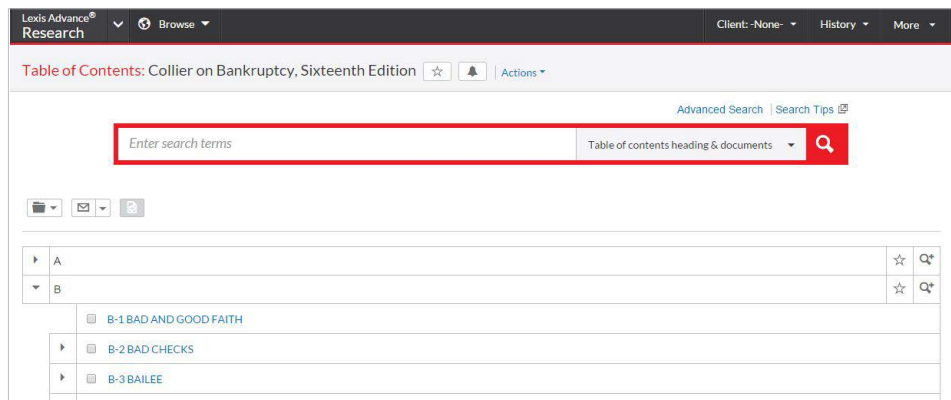 Lexis Advance®
Research
Browse
Client: -None-
History
More
Table of Contents: Collier on Bankruptcy, Sixteenth Edition
Actions
Advanced Search | Search Tips
Enter search terms
Table of contents heading & documents
A
B
B-1 BAD AND GOOD FAITH
B-2 BAD CHECKS
B-3 BAILEE